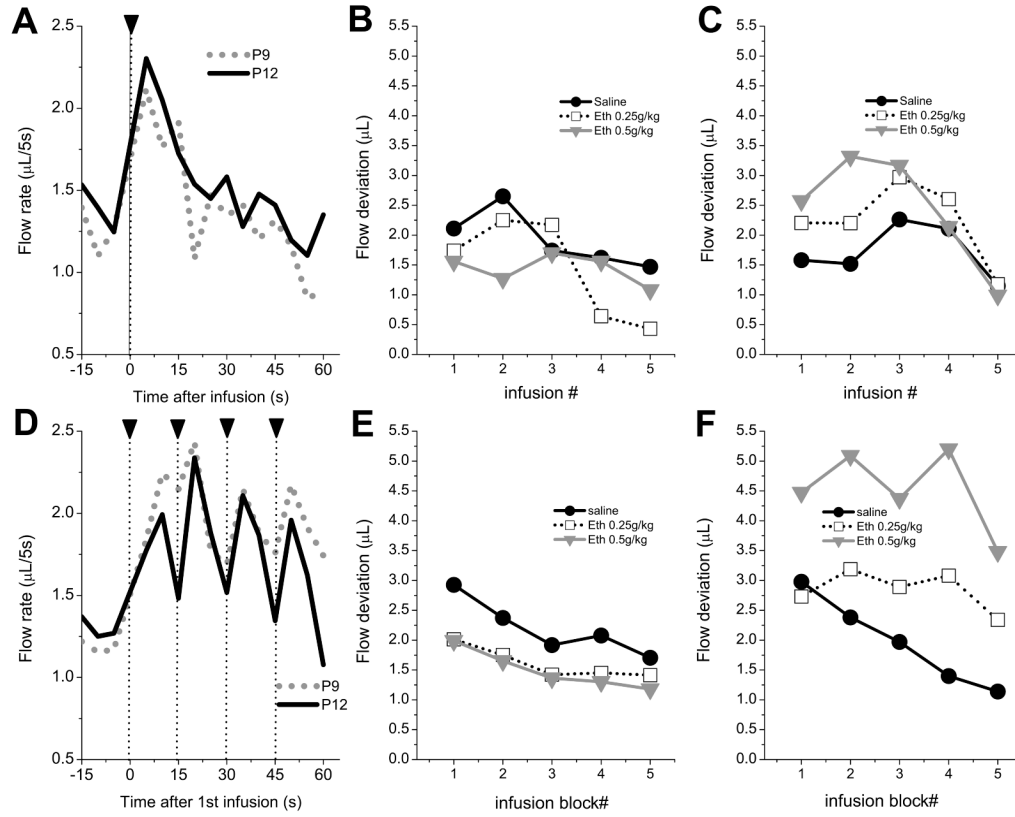 A
2.5
2.0
1.5
1.0
0.5
Flow rate (μL/5s)
P9
P12
-15 0 15 30 45 60
Time after infusion (s)
B
5.5
5.0
4.5
4.0
3.5
3.0
2.5
2.0
1.5
1.0
0.5
0.0
Flow deviation (μL)
Saline
Eth 0.25g/kg
Eth 0.5g/kg
1 2 3 4 5
infusion #
C
5.5
5.0
4.5
4.0
3.5
3.0
2.5
2.0
1.5
1.0
0.5
0.0
Flow deviation (μL)
Saline
Eth 0.25g/kg
Eth 0.5g/kg
1 2 3 4 5
infusion #
D
2.5
2.0
1.5
1.0
0.5
Flow rate (μL/5s)
P9
P12
-15 0 15 30 45 60
Time after 1st infusion (s)
E
5.5
5.0
4.5
4.0
3.5
3.0
2.5
2.0
1.5
1.0
0.5
0.0
Flow deviation (μL)
saline
Eth 0.25g/kg
Eth 0.5g/kg
1 2 3 4 5
infusion block#
F
5.5
5.0
4.5
4.0
3.5
3.0
2.5
2.0
1.5
1.0
0.5
0.0
Flow deviation (μL)
saline
Eth 0.25g/kg
Eth 0.5g/kg
1 2 3 4 5
infusion block#